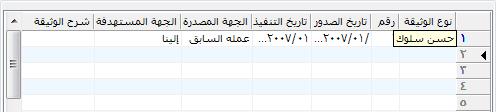 نوع الوثيقة رقم تاريخ الصدور تاريخ التنفيذ الجهة المصدرة الجهة المستهدفة شرح الوثيقة
١ حسن سلوك ٢٠٠٧/٠١/... ٢٠٠٧/٠١... عمله السابق إلينا
٢
٣
٤
٥